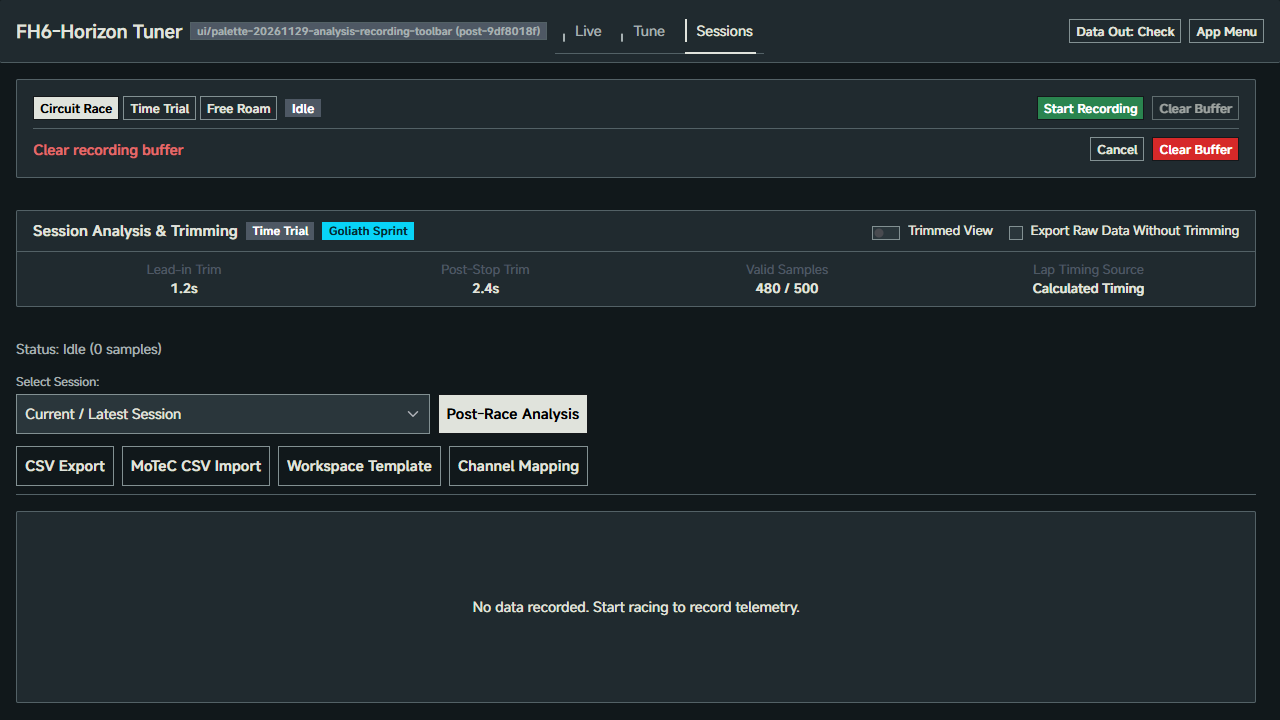 FH6-Horizon Tuner ui/palette-20261129-analysis-recording-toolbar (post-9df8018f) Live Tune Sessions Data Out: Check App Menu
Circuit Race Time Trial Free Roam Idle Start Recording Clear Buffer
Clear recording buffer Cancel Clear Buffer
Session Analysis & Trimming Time Trial Goliath Sprint Trimmed View Export Raw Data Without Trimming
Lead-in Trim Post-Stop Trim Valid Samples Lap Timing Source
1.2s 2.4s 480 / 500 Calculated Timing
Status: Idle (0 samples)
Select Session:
Current / Latest Session Post-Race Analysis
CSV Export MoTeC CSV Import Workspace Template Channel Mapping
No data recorded. Start racing to record telemetry.